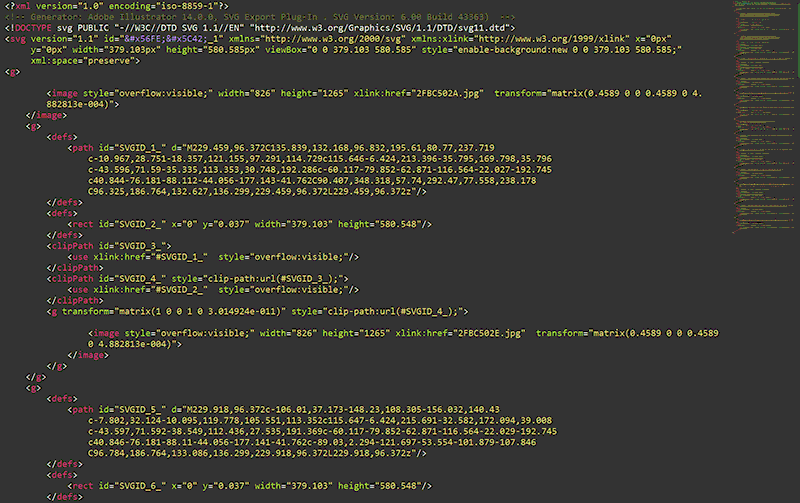 <?xml version="1.0" encoding="iso-8859-1"?>
<!-- Generator: Adobe Illustrator 14.0.0, SVG Export Plug-In . SVG Version: 6.00 Build 43363)  -->
<!DOCTYPE svg PUBLIC "-//W3C//DTD SVG 1.1//EN" "http://www.w3.org/Graphics/SVG/1.1/DTD/svg11.dtd">
<svg version="1.1" id="&#x56FE;&#x5C42;_1" xmlns="http://www.w3.org/2000/svg" xmlns:xlink="http://www.w3.org/1999/xlink" x="0px"
y="0px" width="379.103px" height="580.585px" viewBox="0 0 379.103 580.585" style="enable-background:new 0 0 379.103 580.585;"
xml:space="preserve">
<g>
<image style="overflow:visible;" width="826" height="1265" xlink:href="2FBC502A.jpg"  transform="matrix(0.4589 0 0 0.4589 0 4.
882813e-004)">
</image>
<g>
<defs>
<path id="SVGID_1_" d="M229.459,96.372C135.839,132.168,96.832,195.61,80.77,237.719
c-10.967,28.751-18.357,121.155,97.291,114.729c115.646-6.424,213.396-35.795,169.798,35.796
c-43.596,71.59-35.335,113.353,30.748,192.286c-60.117-79.852-62.871-116.564-22.027-192.745
c40.844-76.181-88.112-44.056-177.143-41.762C90.407,348.318,57.74,292.47,77.558,238.178
C96.325,186.764,132.627,136.299,229.459,96.372L229.459,96.372z"/>
</defs>
<defs>
<rect id="SVGID_2_" x="0" y="0.037" width="379.103" height="580.548"/>
</defs>
<clipPath id="SVGID_3_">
<use xlink:href="#SVGID_1_"  style="overflow:visible;"/>
</clipPath>
<clipPath id="SVGID_4_" style="clip-path:url(#SVGID_3_);">
<use xlink:href="#SVGID_2_"  style="overflow:visible;"/>
</clipPath>
<g transform="matrix(1 0 0 1 0 3.014924e-011)" style="clip-path:url(#SVGID_4_);">
<image style="overflow:visible;" width="826" height="1265" xlink:href="2FBC502E.jpg"  transform="matrix(0.4589 0 0 0.4589
0 4.882813e-004)">
</image>
</g>
</g>
<g>
<defs>
<path id="SVGID_5_" d="M229.918,96.372c-106.01,37.173-148.23,108.305-156.032,140.43
c-7.802,32.124-10.095,119.778,105.551,113.352c115.647-6.424,215.691-32.582,172.094,39.008
c-43.597,71.592-38.549,112.436,27.535,191.369c-60.117-79.852-62.871-116.564-22.029-192.745
c40.846-76.181-88.11-44.056-177.141-41.762c-89.03,2.294-121.697-53.554-101.879-107.846
C96.784,186.764,133.086,136.299,229.918,96.372L229.918,96.372z"/>
</defs>
<defs>
<rect id="SVGID_6_" x="0" y="0.037" width="379.103" height="580.548"/>
</defs>